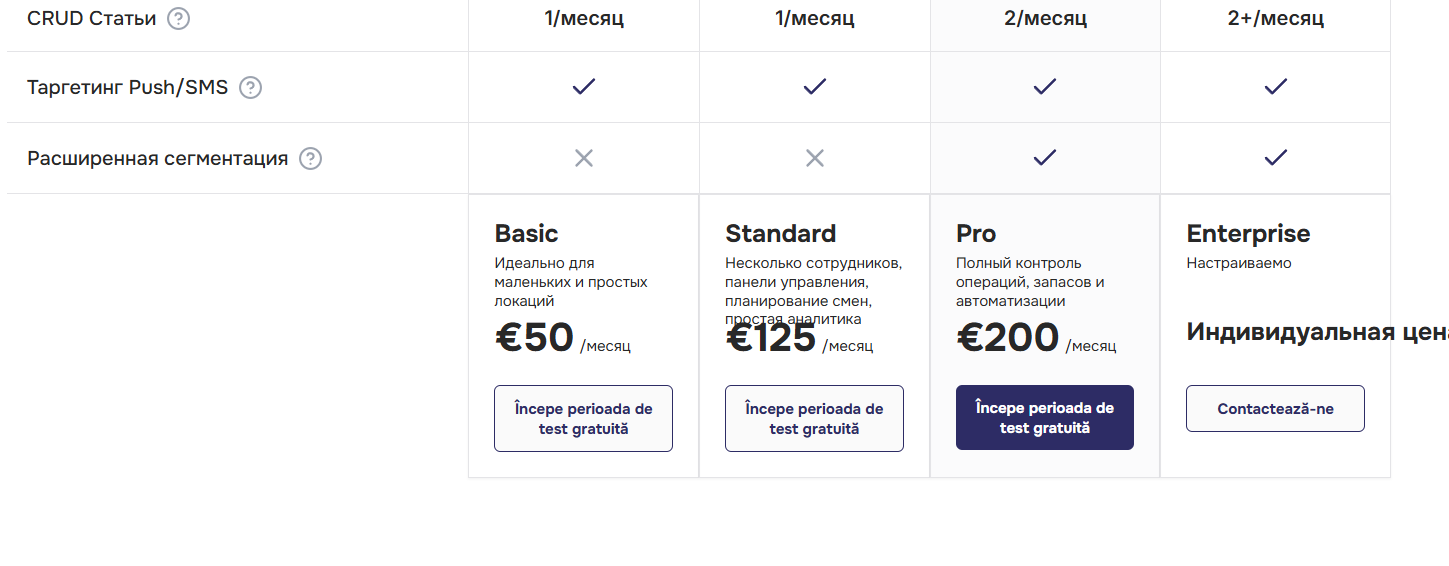 CRUD Статьи
1/месяц
1/месяц
2/месяц
2+/месяц
Таргетинг Push/SMS
Расширенная сегментация
Basic
Идеально для
маленьких и простых
локаций
€50 /месяц
Începe perioada de
test gratuită
Standard
Несколько сотрудников,
панели управления,
планирование смен,
простая аналитика
€125 /месяц
Începe perioada de
test gratuită
Pro
Полный контроль
операций, запасов и
автоматизации
€200 /месяц
Începe perioada de
test gratuită
Enterprise
Настраиваемо
Индивидуальная цена
Contactează-ne